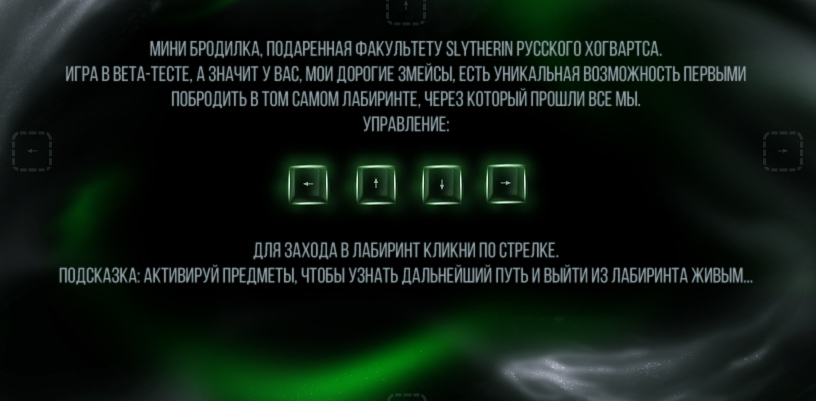 МИНИ БРОДИЛКА, ПОДАРЕННАЯ ФАКУЛЬТЕТУ SLYTHERIN РУССКОГО ХОГВАРТСА.
ИГРА В BETA-ТЕСТЕ, А ЗНАЧИТ У ВАС, МОИ ДОРОГИЕ ЗМЕЙСЫ, ЕСТЬ УНИКАЛЬНАЯ ВОЗМОЖНОСТЬ ПЕРВЫМИ
ПОБРОДИТЬ В ТОМ САМОМ ЛАБИРИНТЕ, ЧЕРЕЗ КОТОРЫЙ ПРОШЛИ ВСЕ МЫ.
УПРАВЛЕНИЕ:
← ↑ ↓ →
ДЛЯ ЗАХОДА В ЛАБИРИНТ КЛИКНИ ПО СТРЕЛКЕ.
ПОДСКАЗКА: АКТИВИРУЙ ПРЕДМЕТЫ, ЧТОБЫ УЗНАТЬ ДАЛЬНЕЙШИЙ ПУТЬ И ВЫЙТИ ИЗ ЛАБИРИНТА ЖИВЫМ...